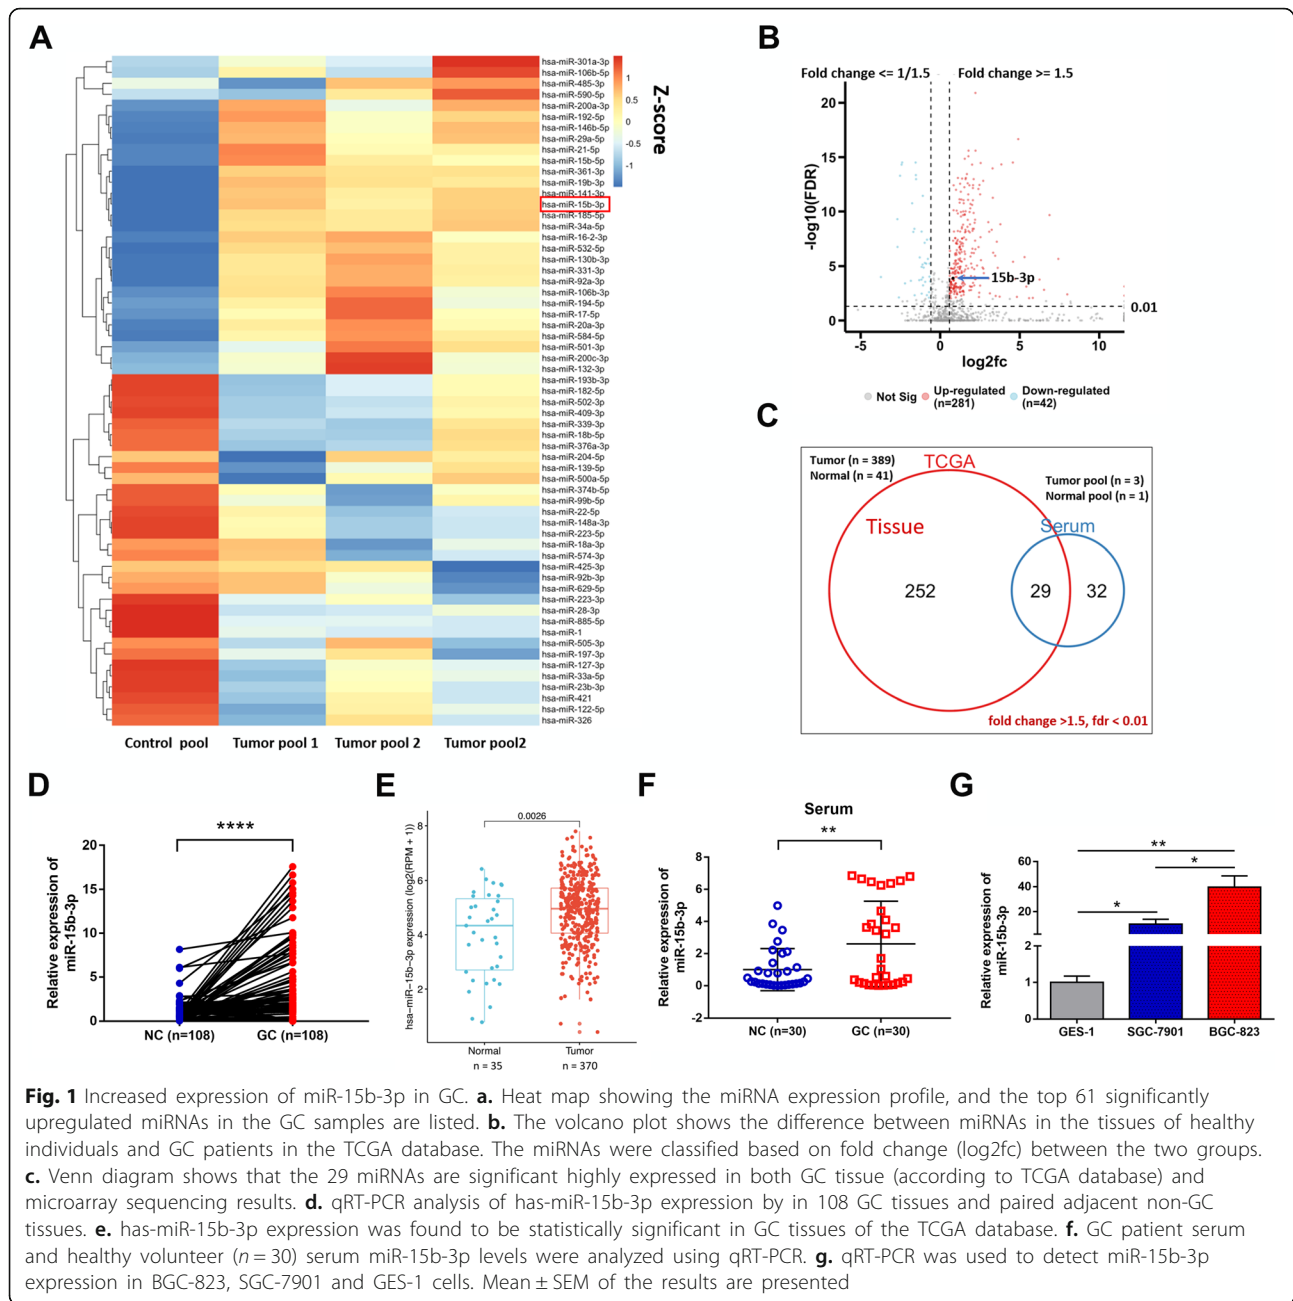 A
hsa-miR-301a-3p
hsa-miR-106b-5p
hsa-miR-485-3p
hsa-miR-590-5p
hsa-miR-200a-3p
hsa-miR-192-5p
hsa-miR-146b-5p
hsa-miR-29a-5p
hsa-miR-21-5p
hsa-miR-15b-5p
hsa-miR-361-3p
hsa-miR-19b-3p
hsa-miR-141-3p
hsa-miR-15b-3p
hsa-miR-185-5p
hsa-miR-34a-5p
hsa-miR-16-2-3p
hsa-miR-532-5p
hsa-miR-130b-3p
hsa-miR-331-3p
hsa-miR-92a-3p
hsa-miR-106b-3p
hsa-miR-194-5p
hsa-miR-17-5p
hsa-miR-20a-3p
hsa-miR-584-5p
hsa-miR-501-3p
hsa-miR-200c-3p
hsa-miR-132-3p
hsa-miR-193b-3p
hsa-miR-182-5p
hsa-miR-502-3p
hsa-miR-409-3p
hsa-miR-339-3p
hsa-miR-18b-5p
hsa-miR-376a-3p
hsa-miR-204-5p
hsa-miR-139-5p
hsa-miR-500a-5p
hsa-miR-374b-5p
hsa-miR-99b-5p
hsa-miR-22-5p
hsa-miR-148a-3p
hsa-miR-223-5p
hsa-miR-18a-3p
hsa-miR-574-3p
hsa-miR-425-3p
hsa-miR-92b-3p
hsa-miR-629-5p
hsa-miR-223-3p
hsa-miR-28-3p
hsa-miR-885-5p
hsa-miR-1
hsa-miR-505-3p
hsa-miR-197-3p
hsa-miR-127-3p
hsa-miR-33a-5p
hsa-miR-23b-3p
hsa-miR-421
hsa-miR-122-5p
hsa-miR-326
1
0.5
0
-0.5
-1
Z-score
Control pool Tumor pool 1 Tumor pool 2 Tumor pool2
B
Fold change <= 1/1.5 Fold change >= 1.5
-log10(FDR)
20
15
10
5
0
15b-3p
0.01
-5 0 5 10
log2fc
Not Sig Up-regulated (n=281) Down-regulated (n=42)
C
Tumor (n = 389)
Normal (n = 41)
TCGA
Tumor pool (n = 3)
Normal pool (n = 1)
Tissue
Serum
252 29 32
fold change >1.5, fdr < 0.01
D
****
Relative expression of
miR-15b-3p
20
15
10
5
0
NC (n=108) GC (n=108)
E
0.0026
hsa-miR-15b-3p expression (log2(RPM + 1))
8
6
4
2
Normal Tumor
n = 35 n = 370
F
Serum
**
Relative expression of
miR-15b-3p
8
6
4
2
0
-2
NC (n=30) GC (n=30)
G
**
*
*
Relative expression of
miR-15b-3p
60
40
20
2
1
0
GES-1 SGC-7901 BGC-823
Fig. 1 Increased expression of miR-15b-3p in GC. a. Heat map showing the miRNA expression profile, and the top 61 significantly
upregulated miRNAs in the GC samples are listed. b. The volcano plot shows the difference between miRNAs in the tissues of healthy
individuals and GC patients in the TCGA database. The miRNAs were classified based on fold change (log2fc) between the two groups.
c. Venn diagram shows that the 29 miRNAs are significant highly expressed in both GC tissue (according to TCGA database) and
microarray sequencing results. d. qRT-PCR analysis of has-miR-15b-3p expression by in 108 GC tissues and paired adjacent non-GC
tissues. e. has-miR-15b-3p expression was found to be statistically significant in GC tissues of the TCGA database. f. GC patient serum
and healthy volunteer (n = 30) serum miR-15b-3p levels were analyzed using qRT-PCR. g. qRT-PCR was used to detect miR-15b-3p
expression in BGC-823, SGC-7901 and GES-1 cells. Mean ± SEM of the results are presented